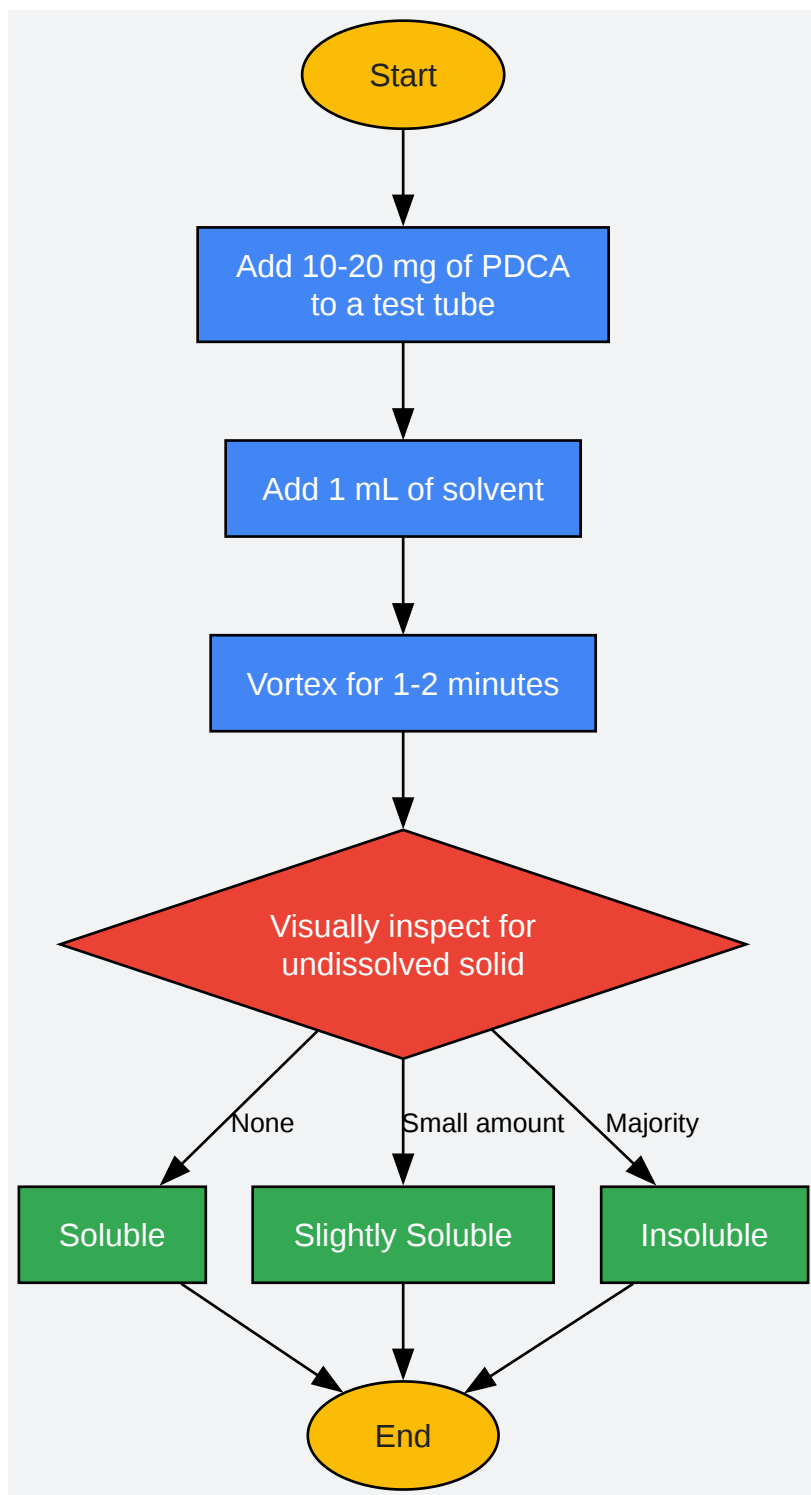 Start
Add 10-20 mg of PDCA
to a test tube
Add 1 mL of solvent
Vortex for 1-2 minutes
Visually inspect for
undissolved solid
None
Small amount
Majority
Soluble
Slightly Soluble
Insoluble
End